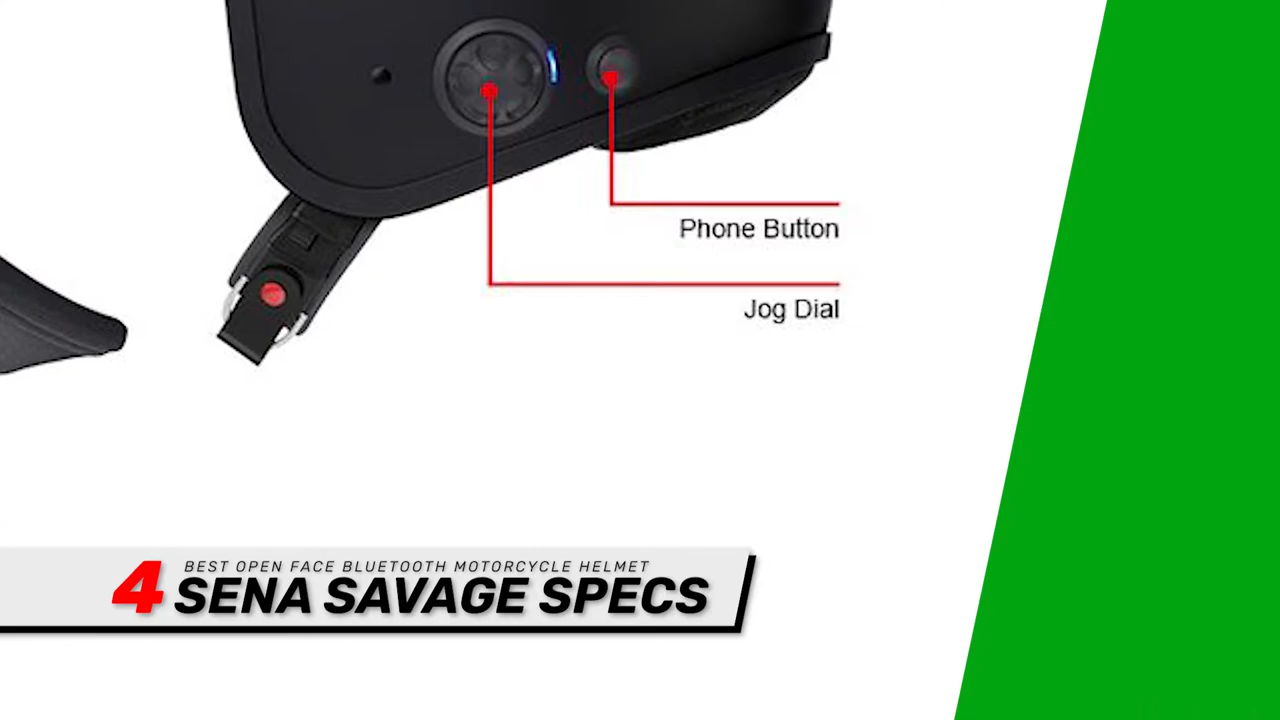 Phone Button
Jog Dial
4
BEST OPEN FACE BLUETOOTH MOTORCYCLE HELMET
SENA SAVAGE SPECS